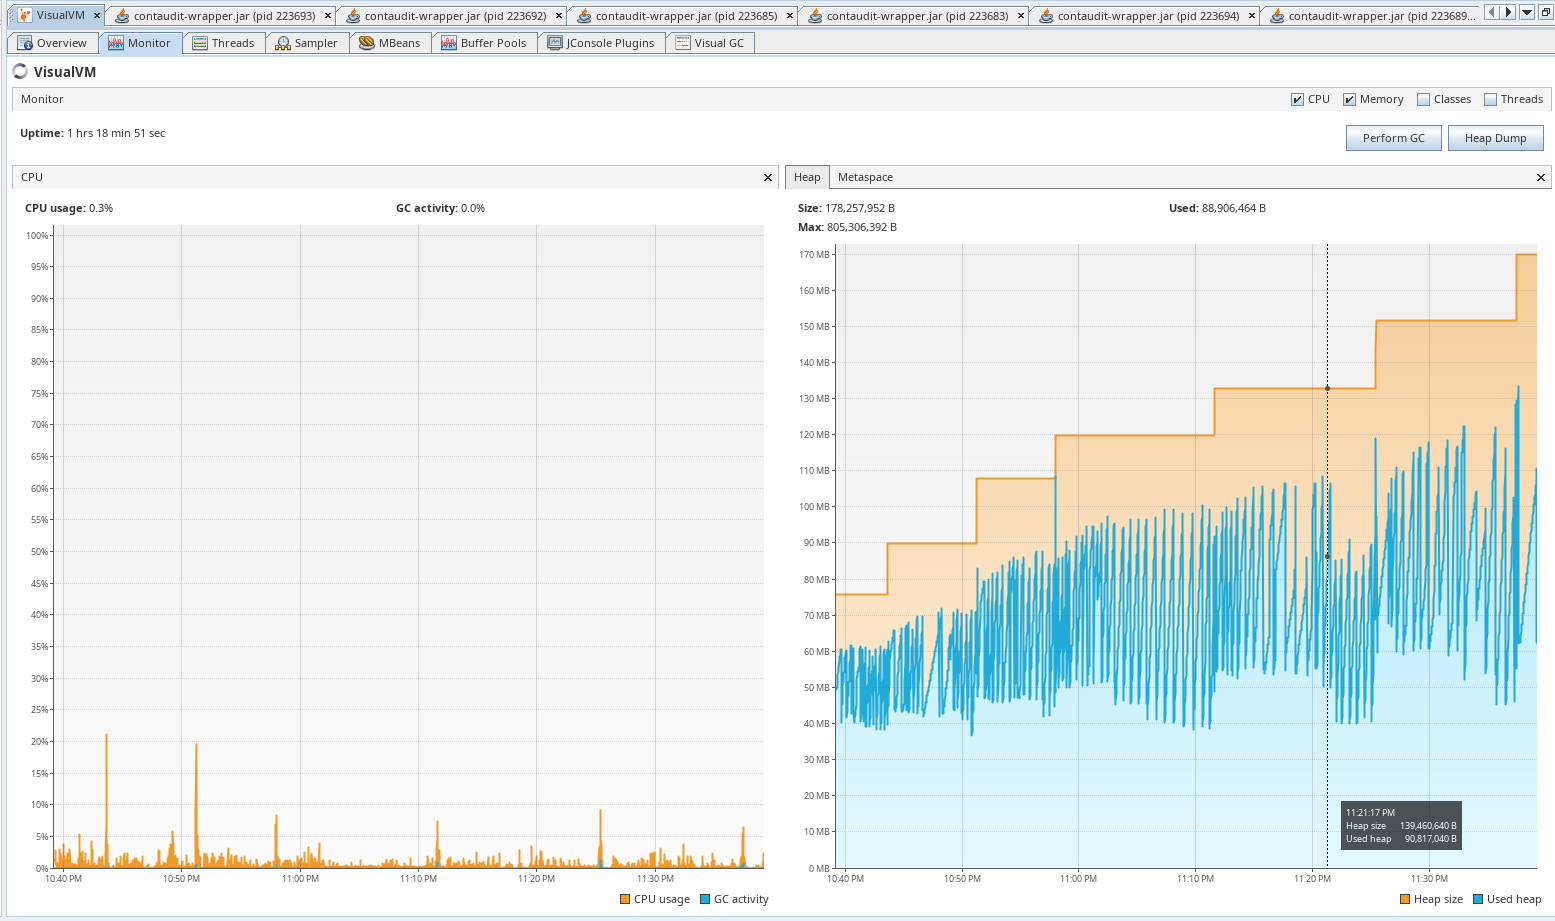 VisualVM
contaudit-wrapper.jar (pid 223693)
contaudit-wrapper.jar (pid 223692)
contaudit-wrapper.jar (pid 223685)
contaudit-wrapper.jar (pid 223683)
contaudit-wrapper.jar (pid 223694)
contaudit-wrapper.jar (pid 223689...
Overview
Monitor
Threads
Sampler
MBeans
Buffer Pools
JConsole Plugins
Visual GC
VisualVM
Monitor
CPU
Memory
Classes
Threads
Uptime: 1 hrs 18 min 51 sec
Perform GC
Heap Dump
CPU
CPU usage: 0.3%
GC activity: 0.0%
100%
95%
90%
85%
80%
75%
70%
65%
60%
55%
50%
45%
40%
35%
30%
25%
20%
15%
10%
5%
0%
10:40 PM
10:50 PM
11:00 PM
11:10 PM
11:20 PM
11:30 PM
CPU usage
GC activity
Heap
Metaspace
Size: 178,257,952 B
Used: 88,906,464 B
Max: 805,306,392 B
170 MB
160 MB
150 MB
140 MB
130 MB
120 MB
110 MB
100 MB
90 MB
80 MB
70 MB
60 MB
50 MB
40 MB
30 MB
20 MB
10 MB
0 MB
11:21:17 PM
Heap size 139,460,640 B
Used heap 90,817,040 B
10:40 PM
10:50 PM
11:00 PM
11:10 PM
11:20 PM
11:30 PM
Heap size
Used heap